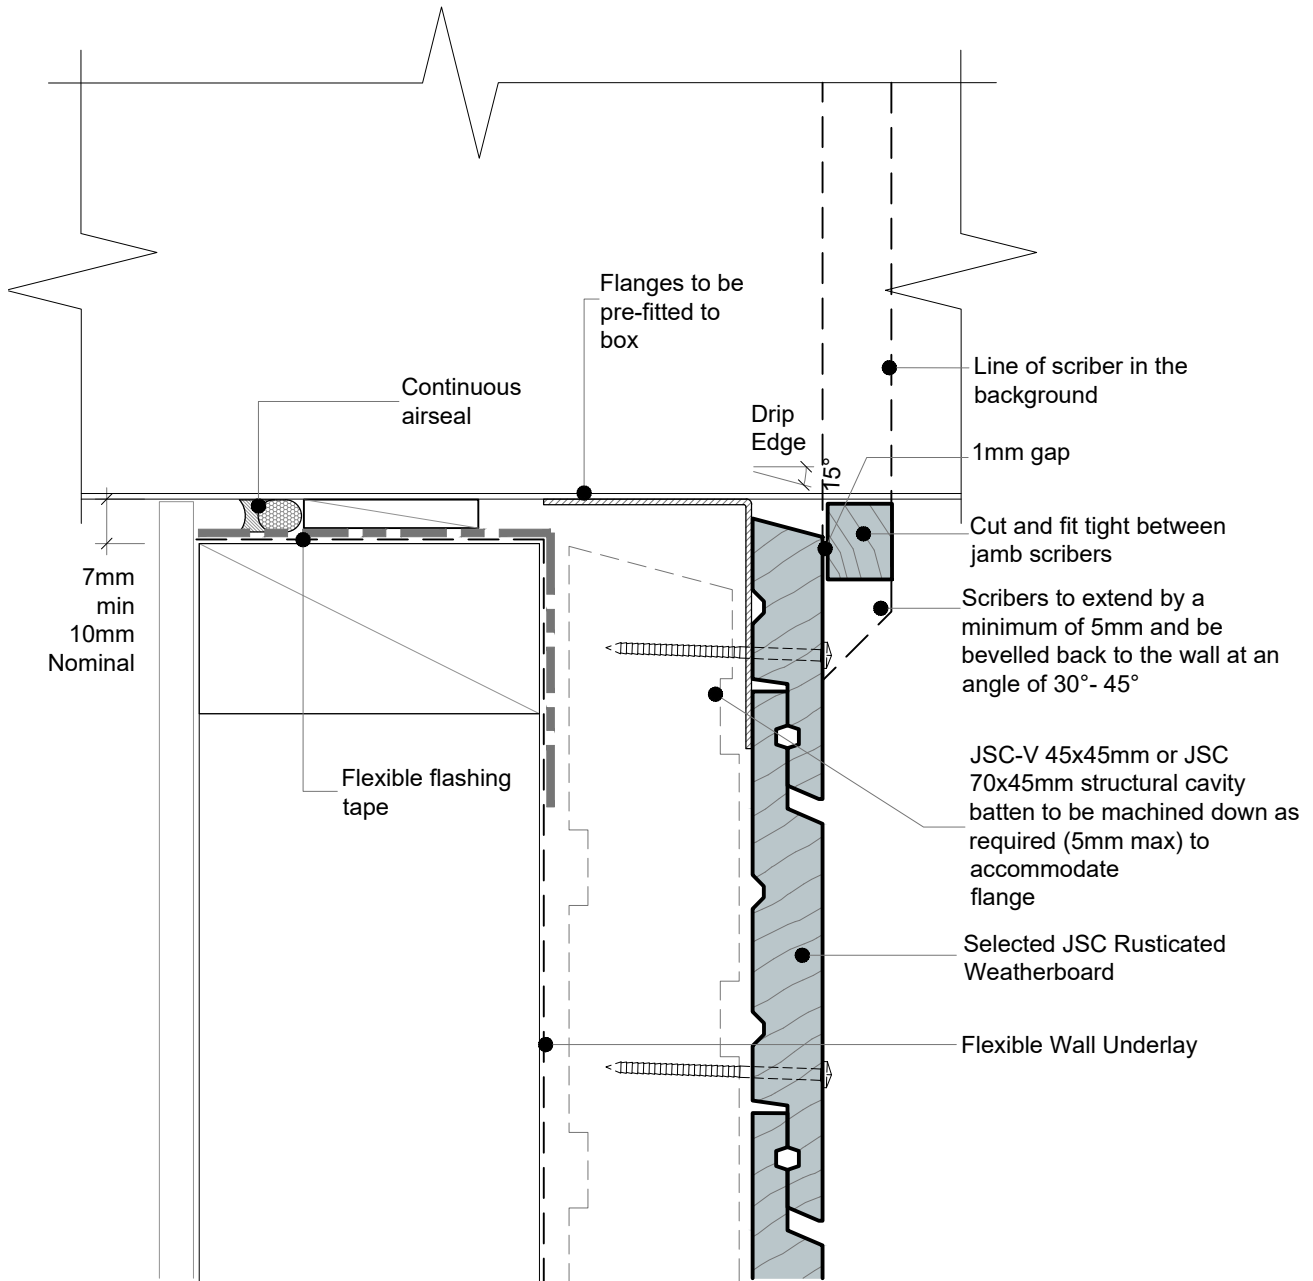 Flanges to be
pre-fitted to
box
Continuous
airseal
Line of scriber in the
background
Drip
Edge
15°
1mm gap
Cut and fit tight between
jamb scribers
7mm
min
10mm
Nominal
Scribers to extend by a
minimum of 5mm and be
bevelled back to the wall at an
angle of 30°- 45°
Flexible flashing
tape
JSC-V 45x45mm or JSC
70x45mm structural cavity
batten to be machined down as
required (5mm max) to
accommodate
flange
Selected JSC Rusticated
Weatherboard
Flexible Wall Underlay